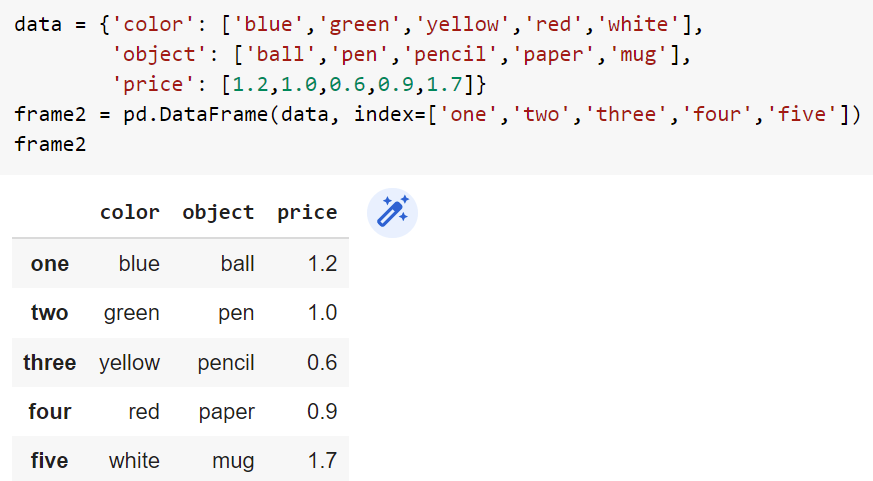 data = {'color': ['blue','green','yellow','red','white'],
        'object': ['ball','pen','pencil','paper','mug'],
        'price': [1.2,1.0,0.6,0.9,1.7]}
frame2 = pd.DataFrame(data, index=['one','two','three','four','five'])
frame2
color object price
one blue ball 1.2
two green pen 1.0
three yellow pencil 0.6
four red paper 0.9
five white mug 1.7